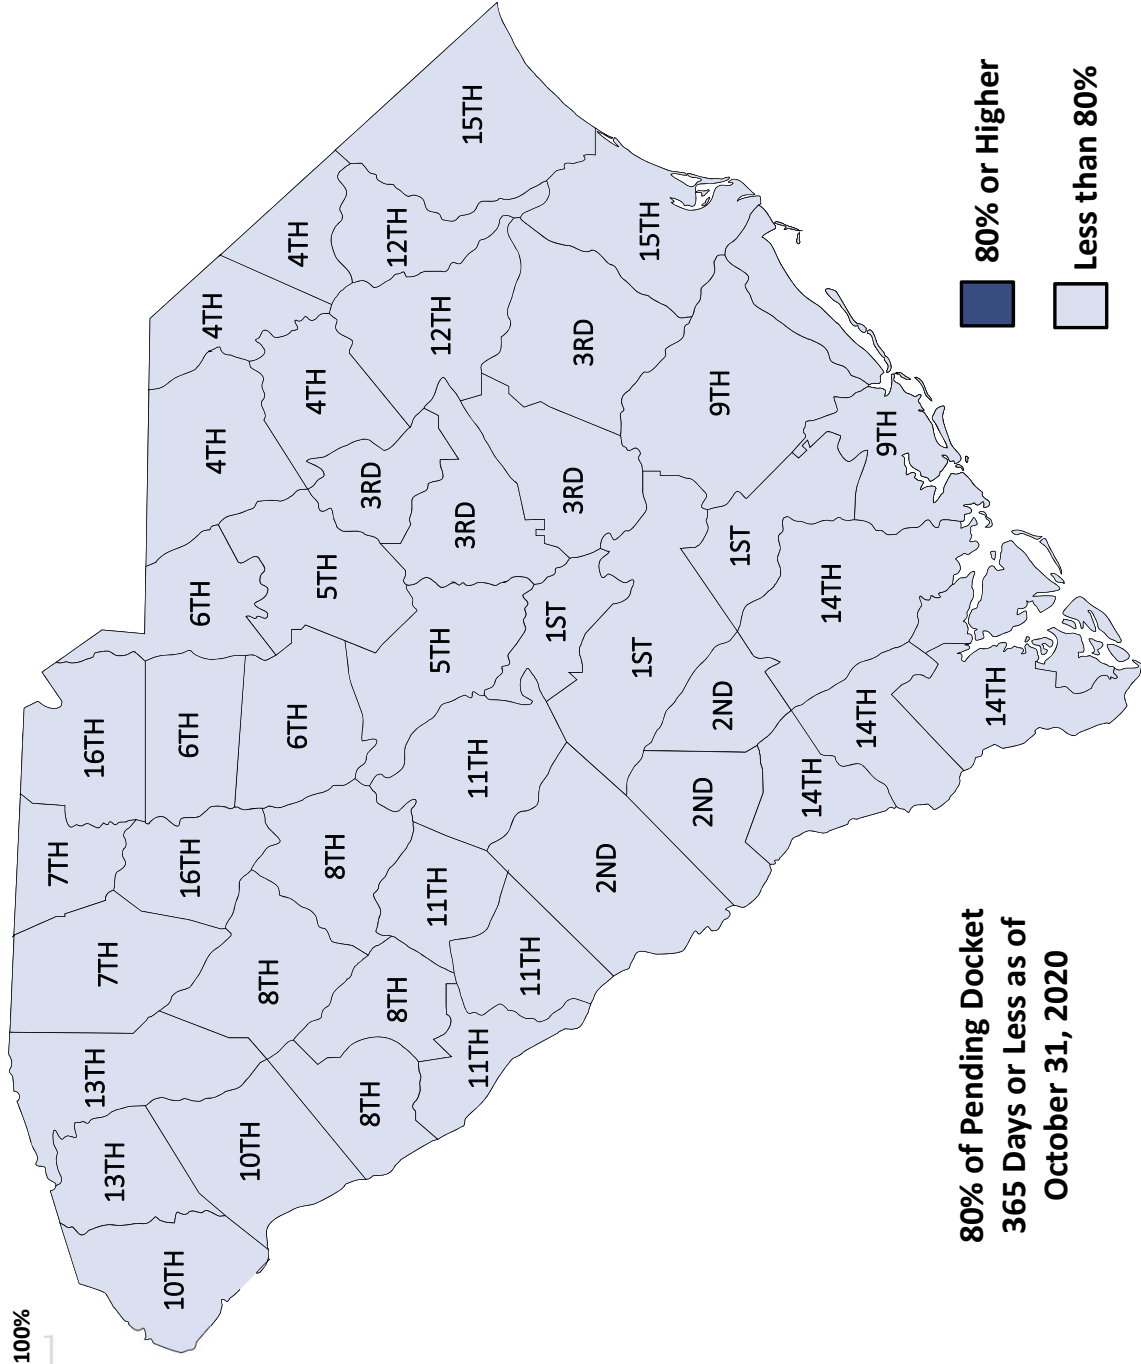 100%
7TH
16TH
13TH
7TH
13TH
10TH
6TH
16TH
6TH
4TH
4TH
10TH
8TH
6TH
4TH
4TH
5TH
8TH
8TH
3RD
8TH
12TH
11TH
5TH
12TH
3RD
15TH
11TH
11TH
11TH
1ST
3RD
3RD
2ND
1ST
15TH
2ND
9TH
2ND
1ST
14TH
14TH
14TH
9TH
14TH
80% of Pending Docket
365 Days or Less as of
October 31, 2020
80% or Higher
Less than 80%